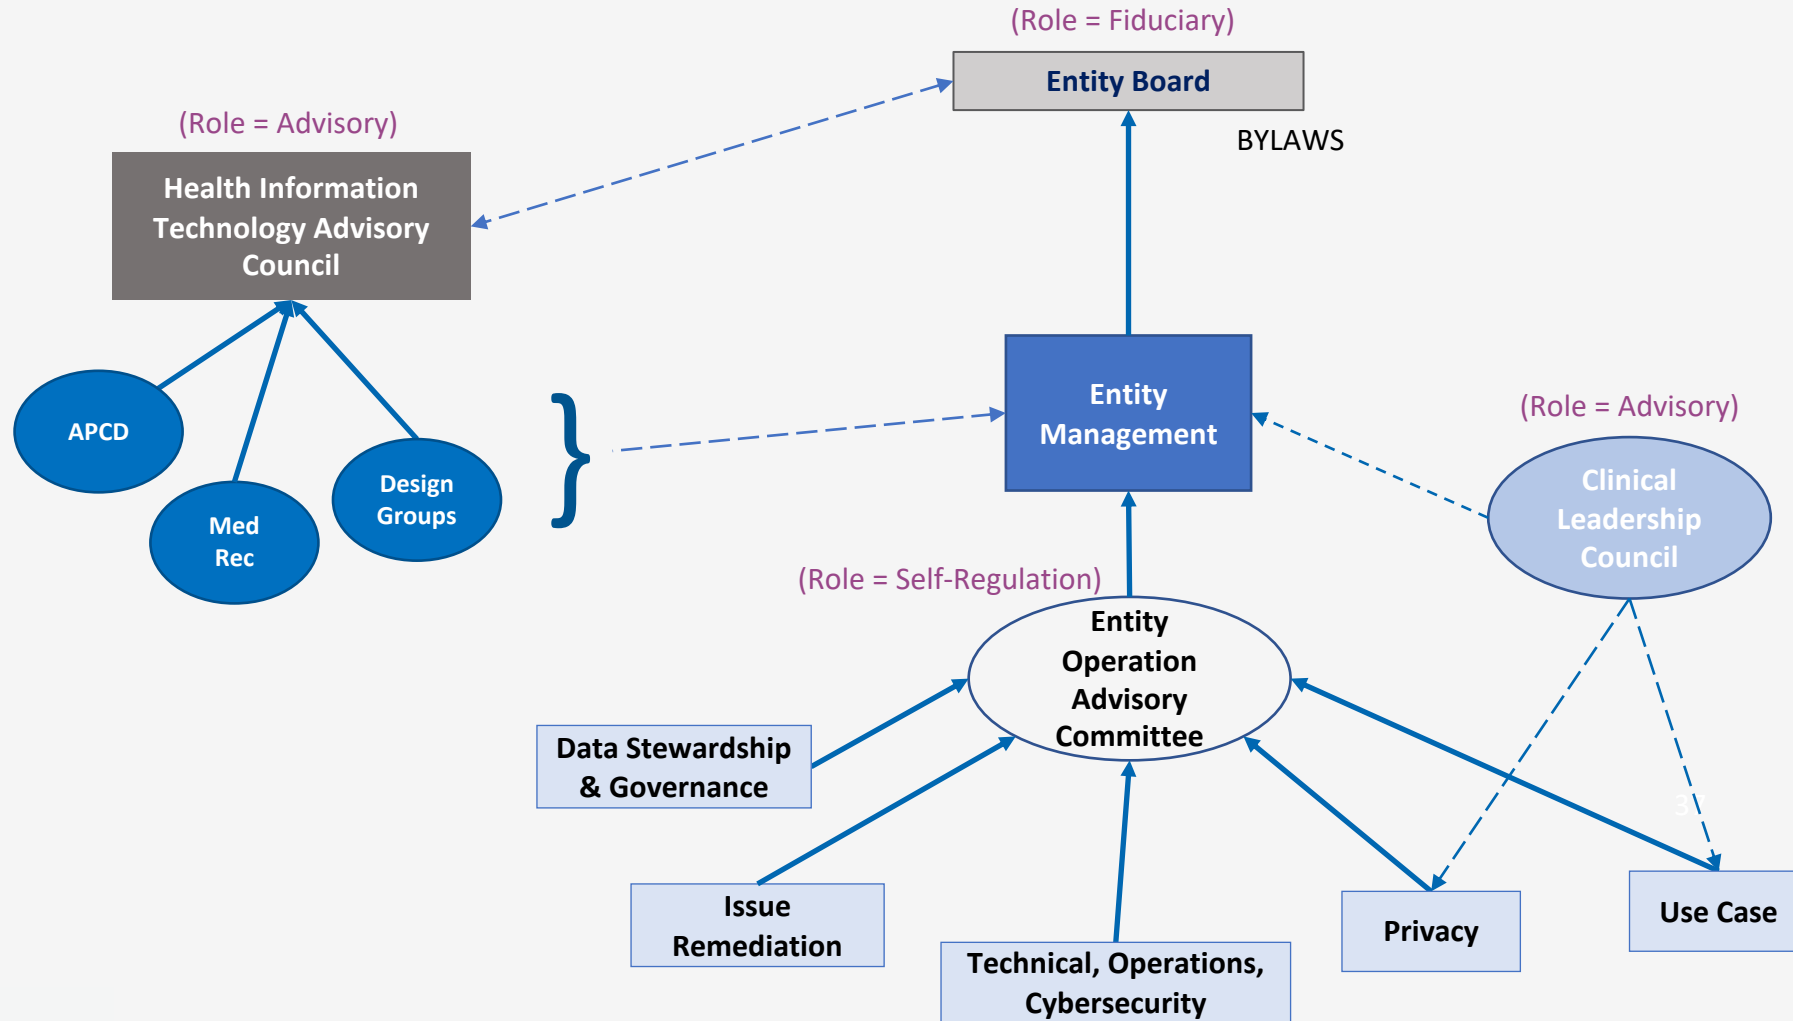 (Role = Fiduciary)
Entity Board
BYLAWS
(Role = Advisory)
Health Information
Technology Advisory
Council
APCD
Med
Rec
Design
Groups
}
Entity
Management
(Role = Advisory)
Clinical
Leadership
Council
(Role = Self-Regulation)
Entity
Operation
Advisory
Committee
Data Stewardship
& Governance
Issue
Remediation
Technical, Operations,
Cybersecurity
Privacy
Use Case